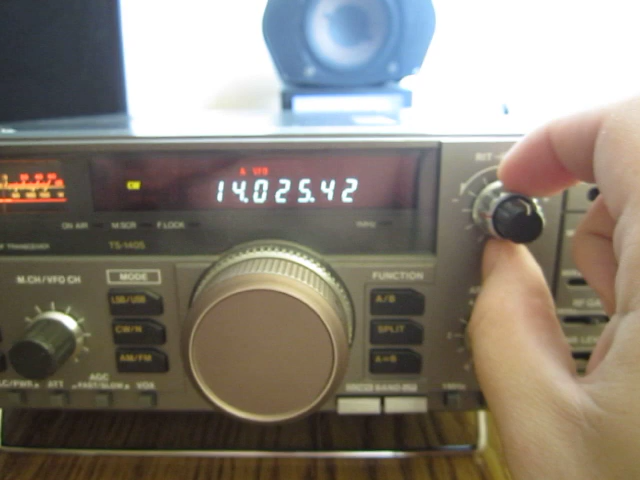 A VFO
CW
14.025.42
RIT
ON AIR M.SCR F.LOCK
TS-140S
M.CH/VFO CH
MODE
FUNCTION
LSB/USB
A/B
CW/N
SPLIT
AM/FM
A=B
AGC
ATT FAST/SLOW VOX
1MHz